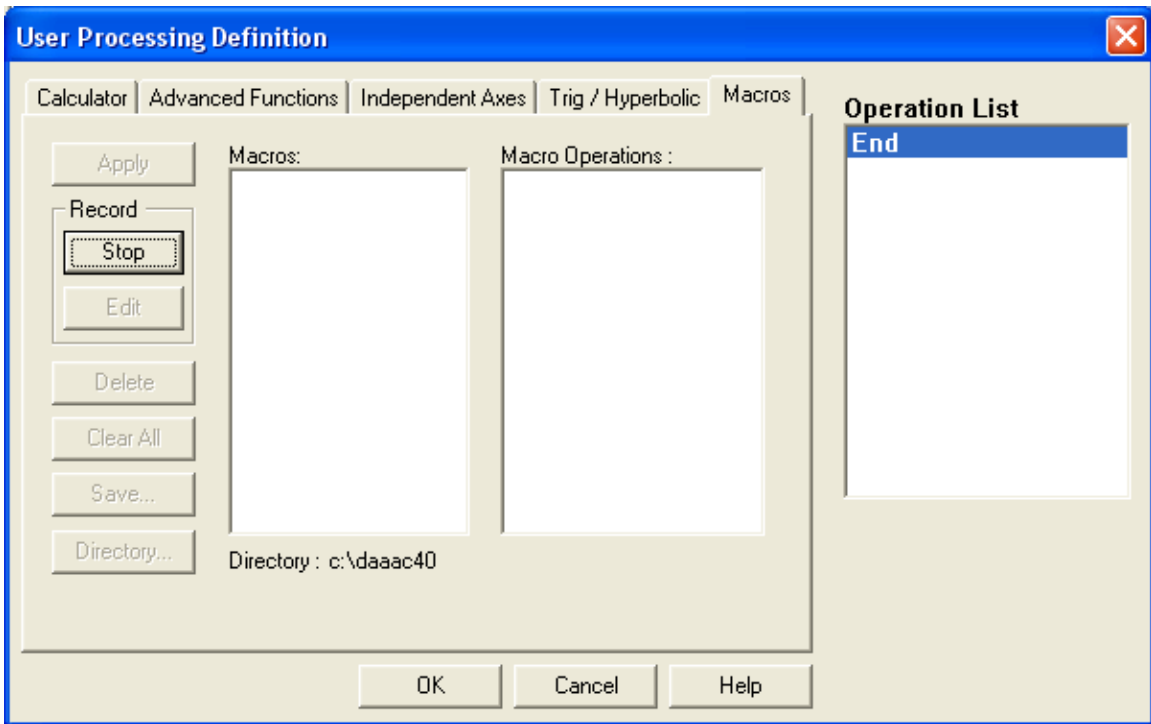 User Processing Definition
Calculator
Advanced Functions
Independent Axes
Trig / Hyperbolic
Macros
Apply
Record
Stop
Edit
Delete
Clear All
Save...
Directory...
Macros:
Macro Operations :
Directory : c:\daaac40
Operation List
End
OK
Cancel
Help